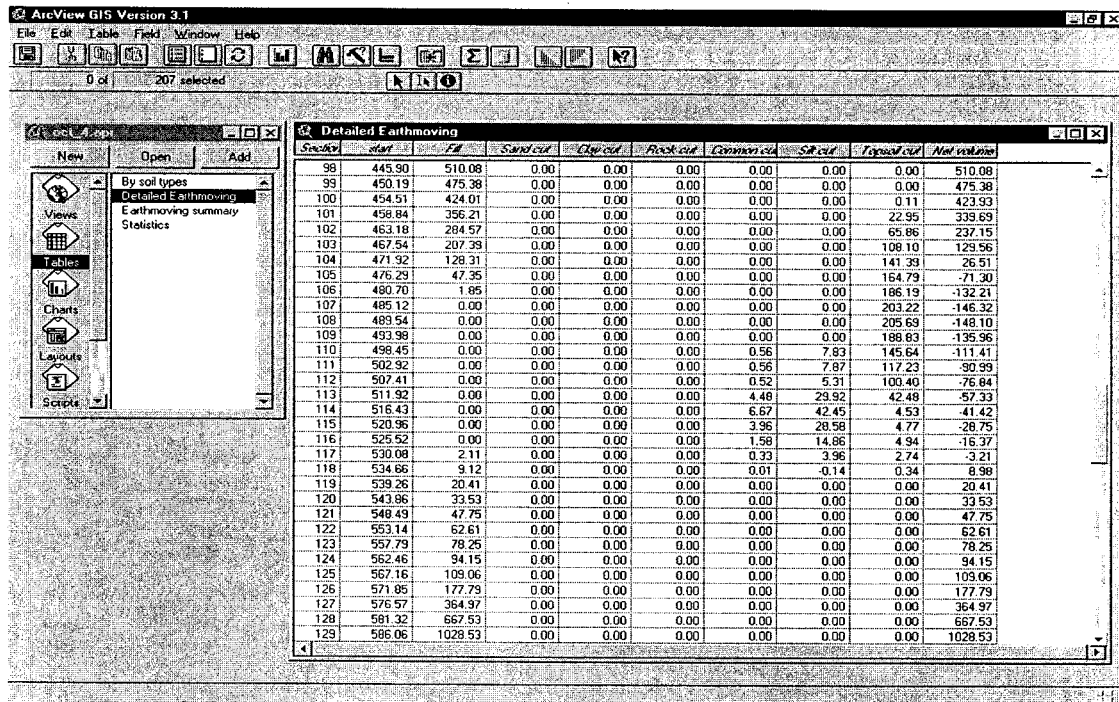 ArcView GIS Version 3.1
File Edit Table Field Window Help
0 of 207 selected
New Open Add
Views
Tables
Charts
Layouts
Scripts
By soil types
Detailed Earthmoving
Earthmoving summary
Statistics
Detailed Earthmoving
Section start Fill Sand cut Clay cut Rock cut Common cut Silt cut Topsoil cut Net volume
98 445.90 510.08 0.00 0.00 0.00 0.00 0.00 0.00 510.08
99 450.19 475.38 0.00 0.00 0.00 0.00 0.00 0.00 475.38
100 454.51 424.01 0.00 0.00 0.00 0.00 0.00 0.11 423.93
101 458.84 356.21 0.00 0.00 0.00 0.00 0.00 22.95 339.69
102 463.18 284.57 0.00 0.00 0.00 0.00 0.00 65.86 237.15
103 467.54 207.39 0.00 0.00 0.00 0.00 0.00 108.10 129.56
104 471.92 128.31 0.00 0.00 0.00 0.00 0.00 141.39 26.51
105 476.29 47.35 0.00 0.00 0.00 0.00 0.00 164.79 -71.30
106 480.70 1.85 0.00 0.00 0.00 0.00 0.00 186.19 -132.21
107 485.12 0.00 0.00 0.00 0.00 0.00 0.00 203.22 -146.32
108 489.54 0.00 0.00 0.00 0.00 0.00 0.00 205.69 -148.10
109 493.98 0.00 0.00 0.00 0.00 0.00 0.00 188.83 -135.96
110 498.45 0.00 0.00 0.00 0.00 0.56 7.83 145.64 -111.41
111 502.92 0.00 0.00 0.00 0.00 0.56 7.87 117.23 -90.99
112 507.41 0.00 0.00 0.00 0.00 0.52 5.31 100.40 -76.84
113 511.92 0.00 0.00 0.00 0.00 4.48 29.92 42.48 -57.33
114 516.43 0.00 0.00 0.00 0.00 6.67 42.45 4.53 -41.42
115 520.96 0.00 0.00 0.00 0.00 3.96 28.58 4.77 -28.75
116 525.52 0.00 0.00 0.00 0.00 1.58 14.86 4.94 -16.37
117 530.08 2.11 0.00 0.00 0.00 0.33 3.96 2.74 -3.21
118 534.66 9.12 0.00 0.00 0.00 0.01 -0.14 0.34 8.98
119 539.26 20.41 0.00 0.00 0.00 0.00 0.00 0.00 20.41
120 543.86 33.53 0.00 0.00 0.00 0.00 0.00 0.00 33.53
121 548.49 47.75 0.00 0.00 0.00 0.00 0.00 0.00 47.75
122 553.14 62.61 0.00 0.00 0.00 0.00 0.00 0.00 62.61
123 557.79 78.25 0.00 0.00 0.00 0.00 0.00 0.00 78.25
124 562.46 94.15 0.00 0.00 0.00 0.00 0.00 0.00 94.15
125 567.16 109.06 0.00 0.00 0.00 0.00 0.00 0.00 109.06
126 571.85 177.79 0.00 0.00 0.00 0.00 0.00 0.00 177.79
127 576.57 364.97 0.00 0.00 0.00 0.00 0.00 0.00 364.97
128 581.32 667.53 0.00 0.00 0.00 0.00 0.00 0.00 667.53
129 586.06 1028.53 0.00 0.00 0.00 0.00 0.00 0.00 1028.53